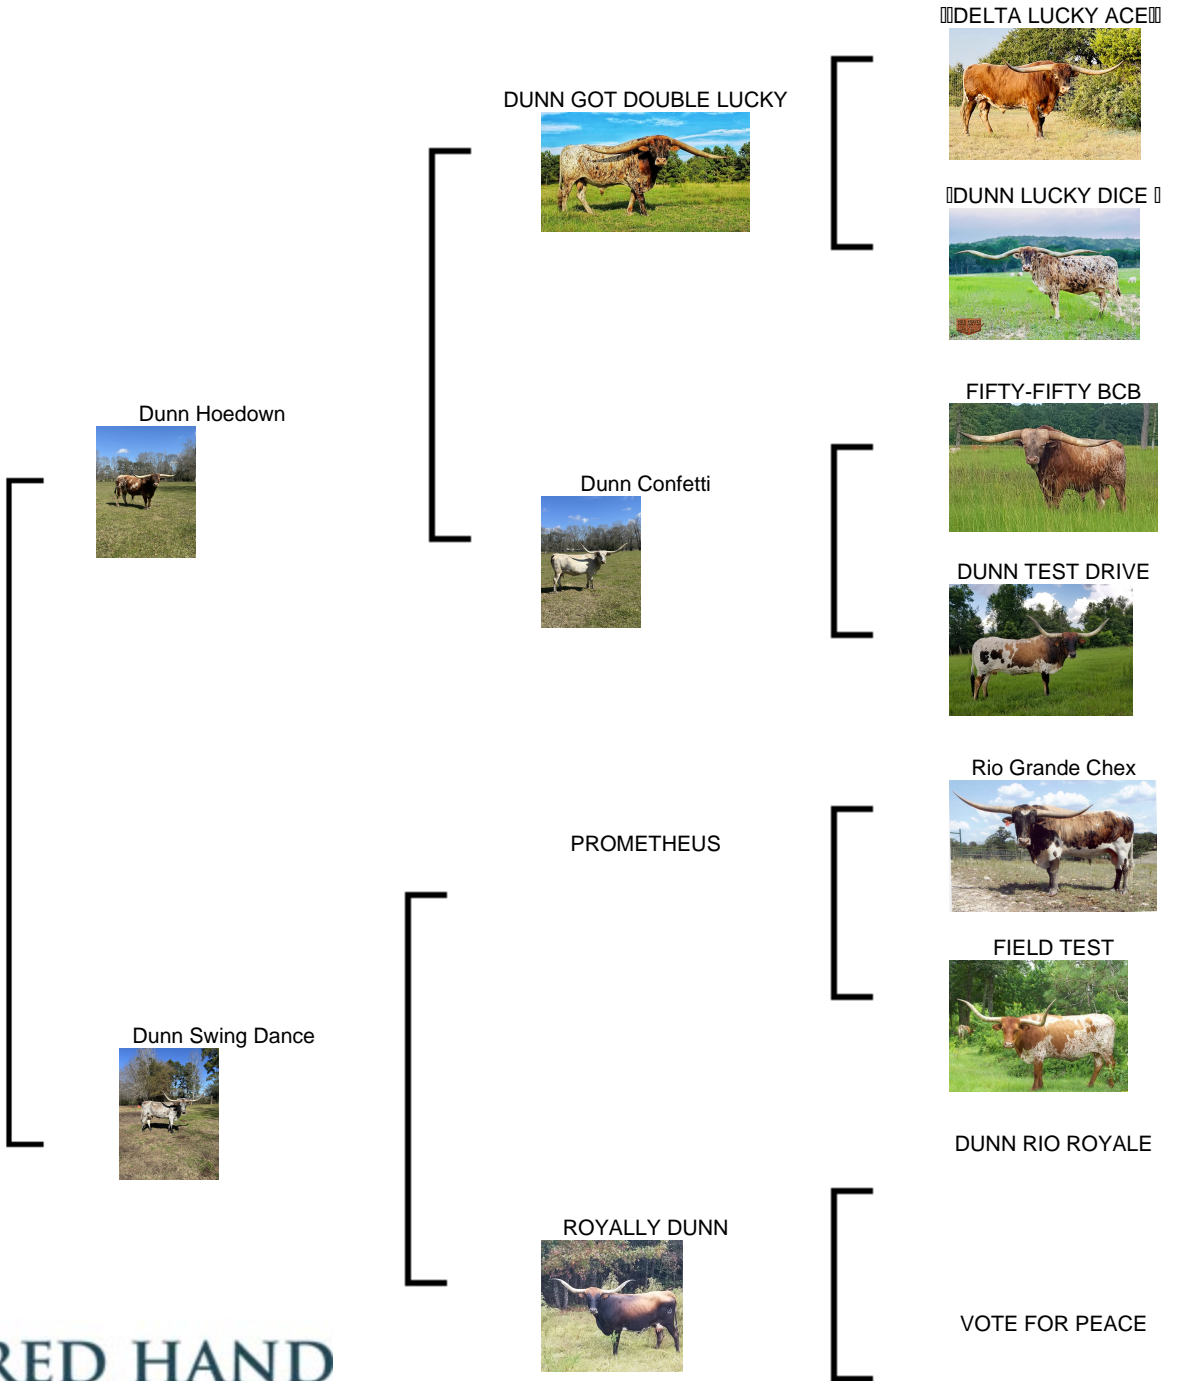 DELTA LUCKY ACE
DUNN GOT DOUBLE LUCKY
DUNN LUCKY DICE
FIFTY-FIFTY BCB
Dunn Hoedown
Dunn Confetti
DUNN TEST DRIVE
Rio Grande Chex
PROMETHEUS
FIELD TEST
Dunn Swing Dance
DUNN RIO ROYALE
ROYALLY DUNN
VOTE FOR PEACE
RED HAND